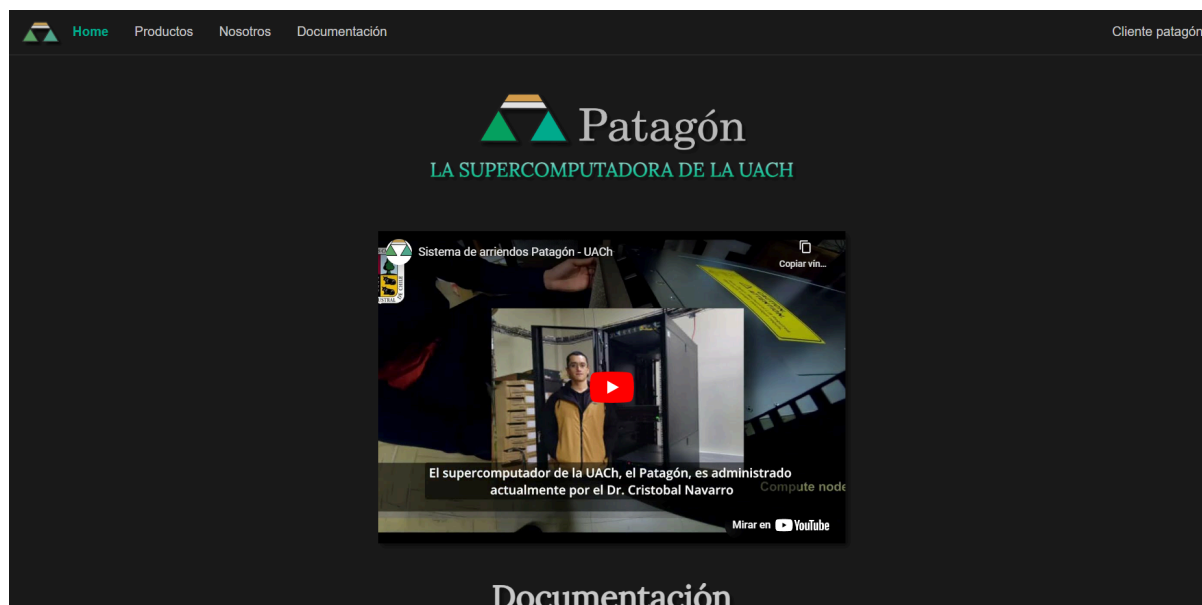 Home Productos Nosotros Documentación Cliente patagón
Patagón
LA SUPERCOMPUTADORA DE LA UACH
Sistema de arriendos Patagón - UACh
Copiar vín...
El supercomputador de la UACh, el Patagón, es administrado
actualmente por el Dr. Cristobal Navarro
Compute node
Mirar en YouTube
Documentación